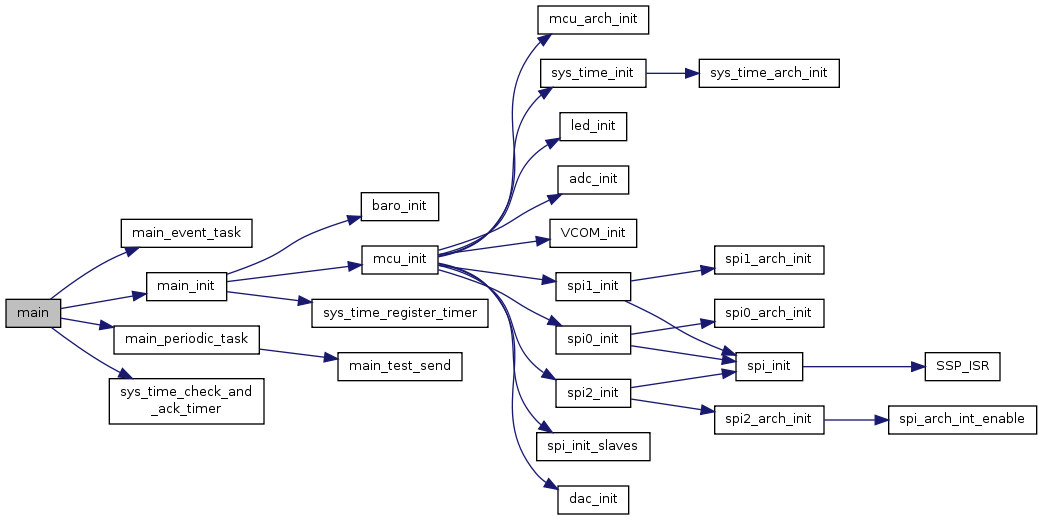 main
main_event_task
main_init
main_periodic_task
sys_time_check_and
_ack_timer
baro_init
mcu_init
sys_time_register_timer
main_test_send
mcu_arch_init
sys_time_init
led_init
adc_init
VCOM_init
spi1_init
spi0_init
spi2_init
spi_init_slaves
dac_init
sys_time_arch_init
spi1_arch_init
spi0_arch_init
spi_init
spi2_arch_init
SSP_ISR
spi_arch_int_enable